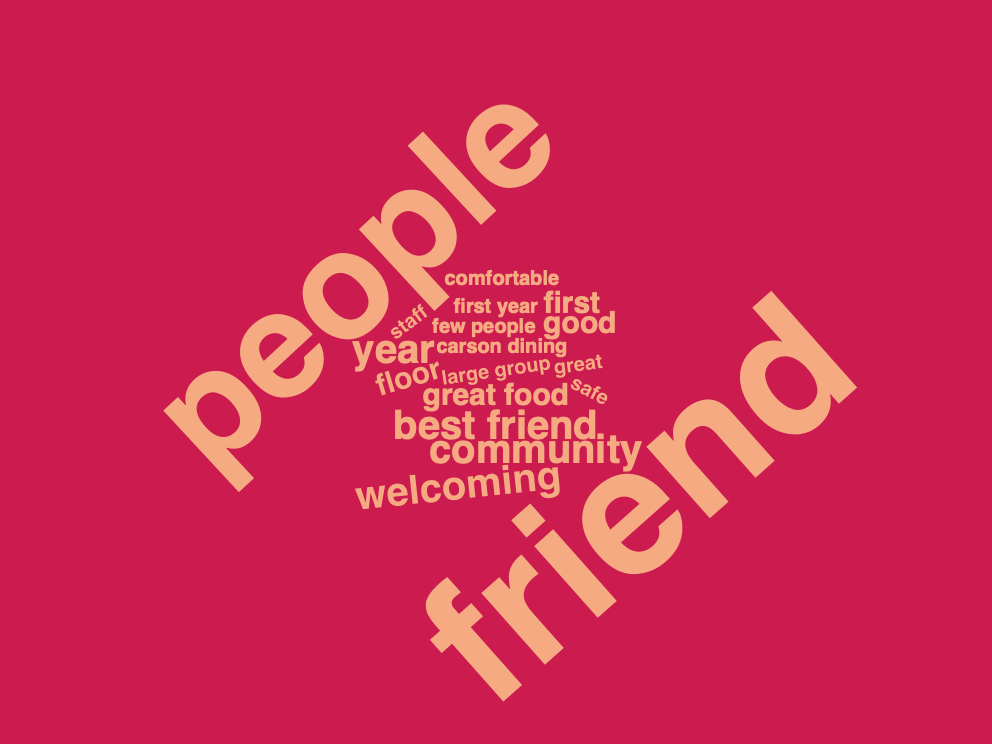 people
comfortable
first year
first
staff
few people
good
year
carson dining
floor
large group
great
great food
safe
best friend
community
welcoming
friend